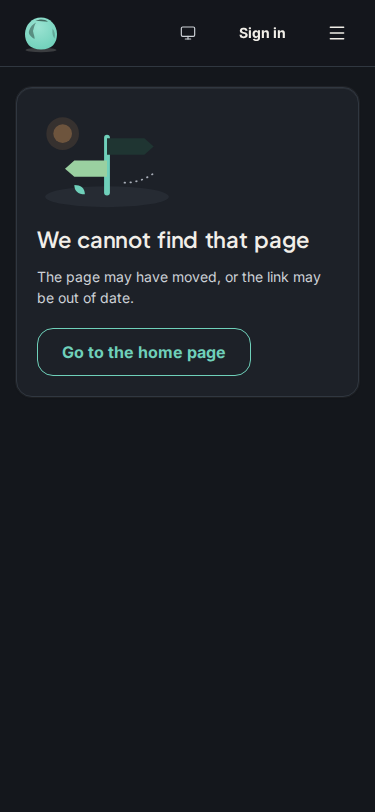 Sign in
We cannot find that page
The page may have moved, or the link may
be out of date.
Go to the home page